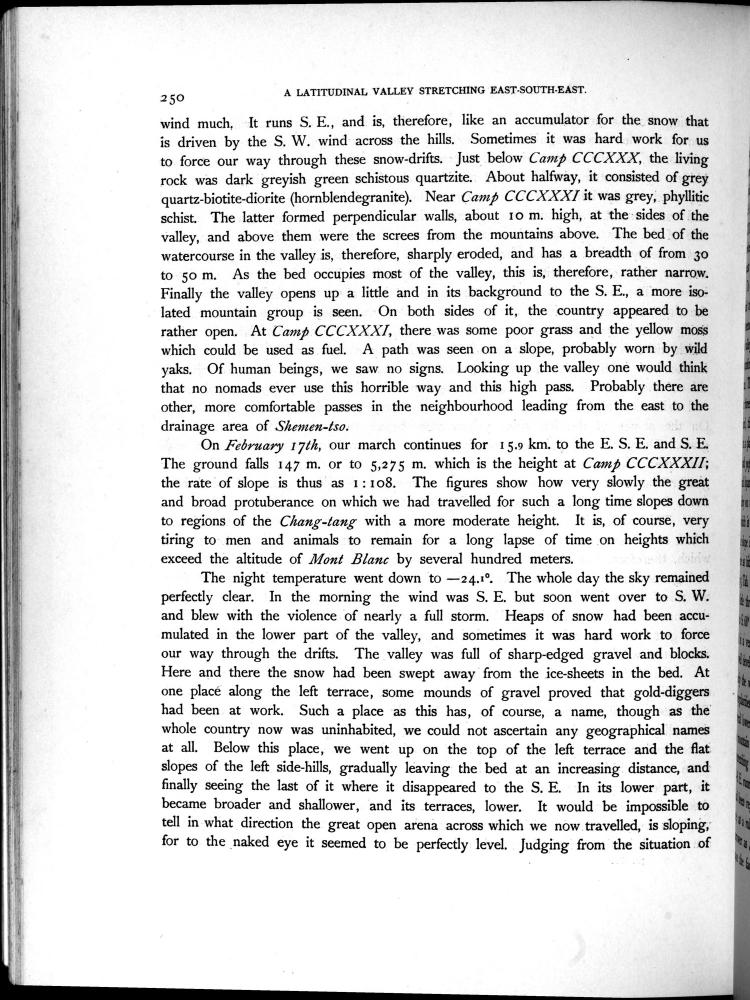 250
A LATITUDINAL VALLEY STRETCHING EAST-SOUTH-EAST.
wind much. It runs S. E., and is, therefore, like an accumulator for the snow that
is driven by the S. W. wind across the hills. Sometimes it was hard work for us
to force our way through these snow-drifts. Just below Camp CCCXXX, the living
rock was dark greyish green schistous quartzite. About halfway, it consisted of grey
quartz-biotite-diorite (hornblendegranite). Near Camp CCCXXXI it was grey, phyllitic
schist. The latter formed perpendicular walls, about 10 m. high, at the sides of the
valley, and above them were the screes from the mountains above. The bed of the
watercourse in the valley is, therefore, sharply eroded, and has a breadth of from 30
to 50 m. As the bed occupies most of the valley, this is, therefore, rather narrow.
Finally the valley opens up a little and in its background to the S. E., a more iso-
lated mountain group is seen. On both sides of it, the country appeared to be
rather open. At Camp CCCXXXI, there was some poor grass and the yellow moss
which could be used as fuel. A path was seen on a slope, probably worn by wild
yaks. Of human beings, we saw no signs. Looking up the valley one would think
that no nomads ever use this horrible way and this high pass. Probably there are
other, more comfortable passes in the neighbourhood leading from the east to the
drainage area of Shemen-tso.
On February 17th, our march continues for 15.9 km. to the E. S. E. and S. E.
The ground falls 147 m. or to 5,275 m. which is the height at Camp CCCXXXII;
the rate of slope is thus as 1:108. The figures show how very slowly the great
and broad protuberance on which we had travelled for such a long time slopes down
to regions of the Chang-tang with a more moderate height. It is, of course, very
tiring to men and animals to remain for a long lapse of time on heights which
exceed the altitude of Mont Blanc by several hundred meters.
The night temperature went down to —24.1°. The whole day the sky remained
perfectly clear. In the morning the wind was S. E. but soon went over to S. W.
and blew with the violence of nearly a full storm. Heaps of snow had been accu-
mulated in the lower part of the valley, and sometimes it was hard work to force
our way through the drifts. The valley was full of sharp-edged gravel and blocks.
Here and there the snow had been swept away from the ice-sheets in the bed. At
one place along the left terrace, some mounds of gravel proved that gold-diggers
had been at work. Such a place as this has, of course, a name, though as the
whole country now was uninhabited, we could not ascertain any geographical names
at all. Below this place, we went up on the top of the left terrace and the flat
slopes of the left side-hills, gradually leaving the bed at an increasing distance, and
finally seeing the last of it where it disappeared to the S. E. In its lower part, it
became broader and shallower, and its terraces, lower. It would be impossible to
tell in what direction the great open arena across which we now travelled, is sloping,
for to the naked eye it seemed to be perfectly level. Judging from the situation of